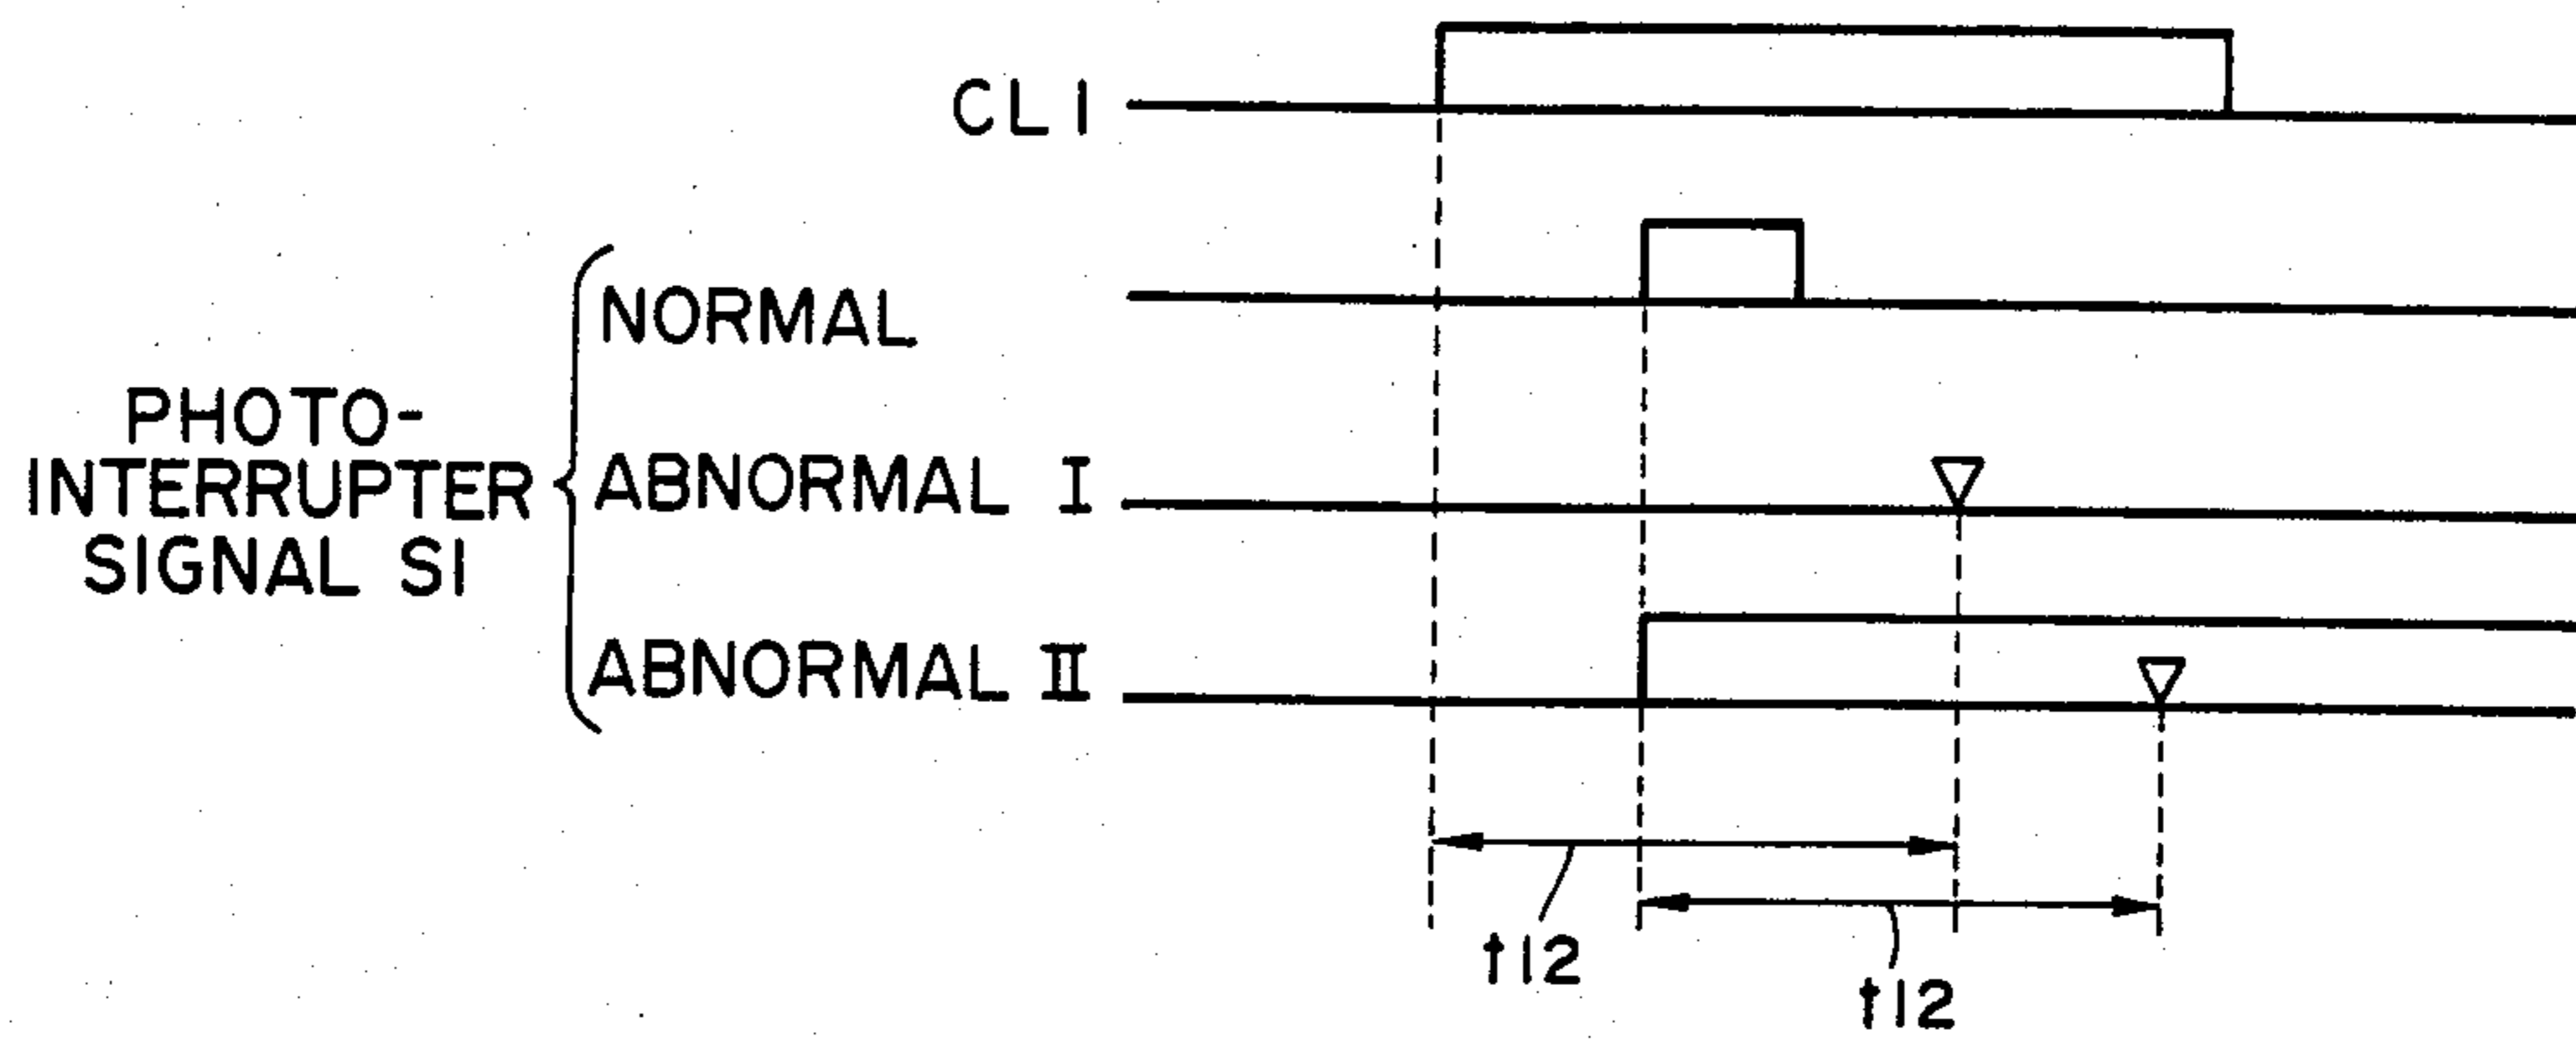 CL1
NORMAL
PHOTO-
INTERRUPTER
SIGNAL S1
ABNORMAL I
ABNORMAL II
t12
t12